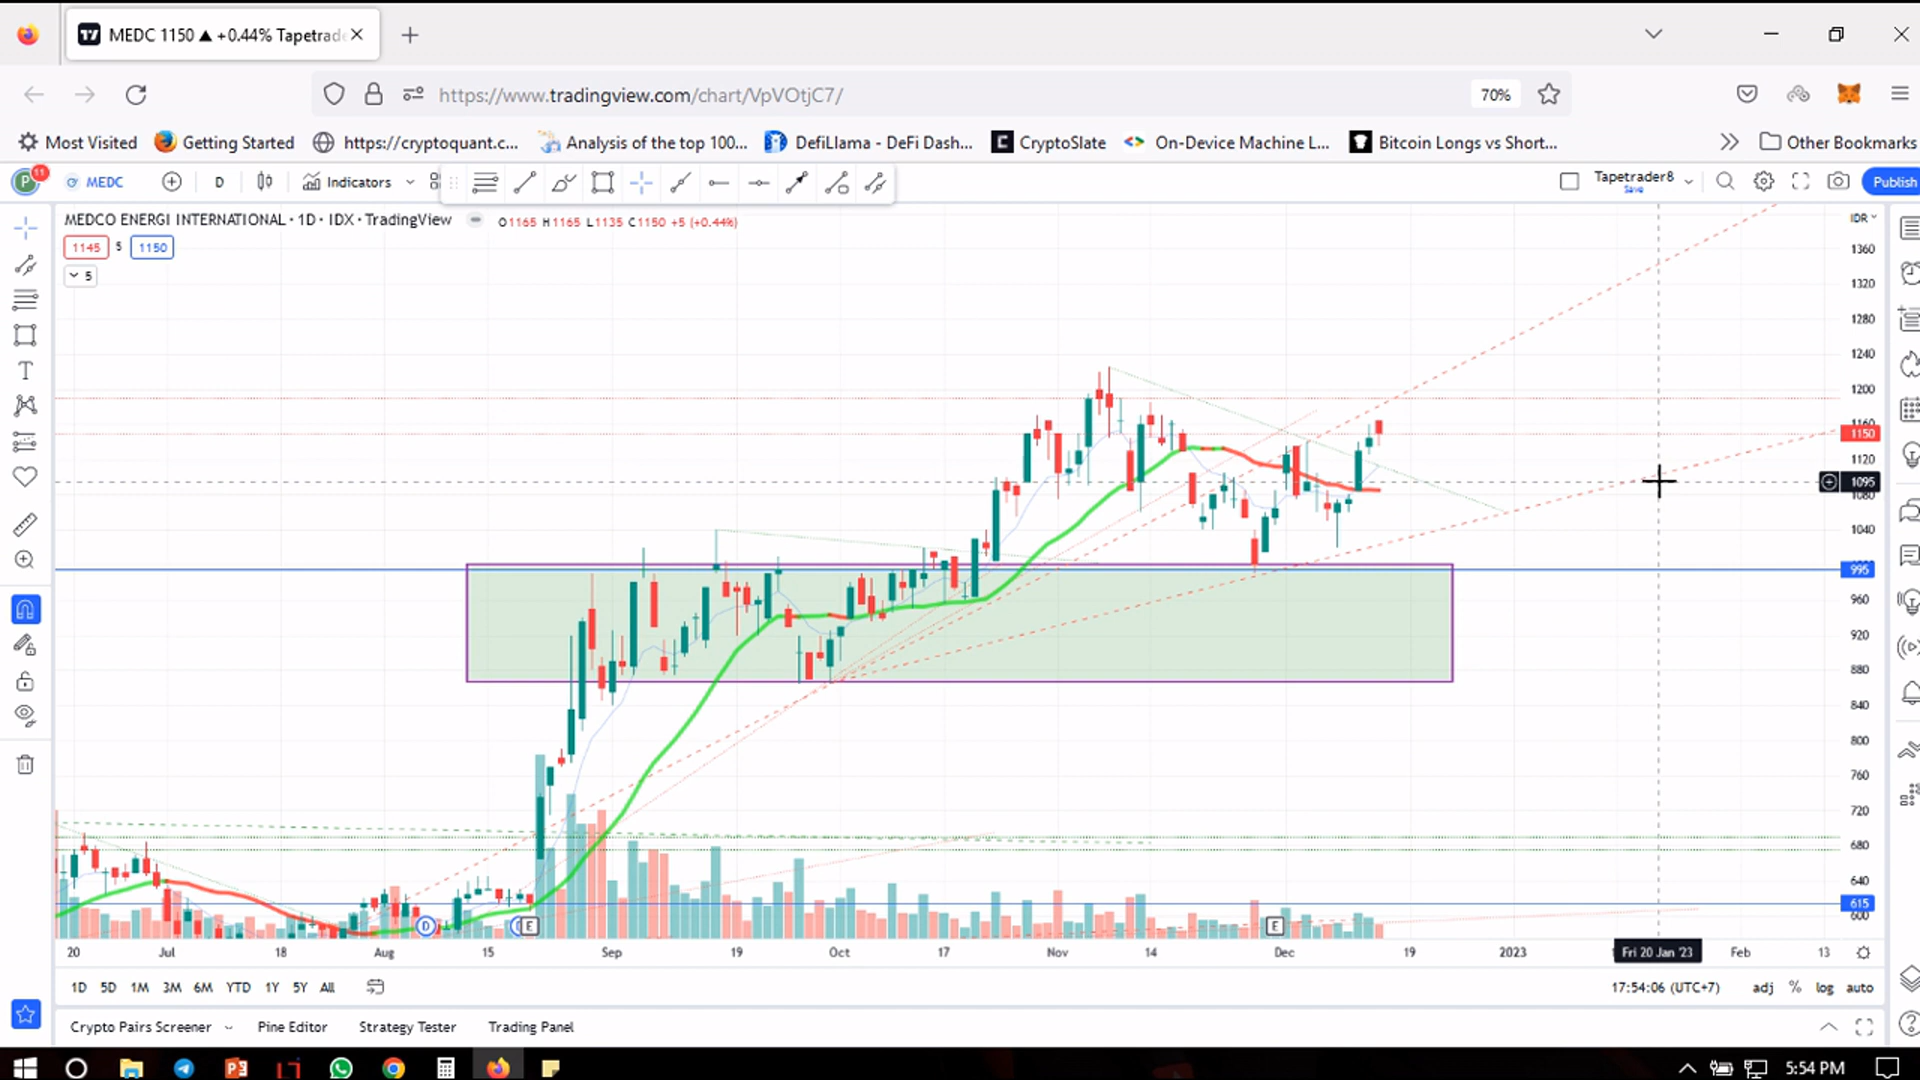 MEDC 1150 ▲ +0.44% Tapetrade
https://www.tradingview.com/chart/VpVOtjC7/
70%
Most Visited Getting Started https://cryptoquant.c... Analysis of the top 100... DefiLlama - DeFi Dash... CryptoSlate On-Device Machine L... Bitcoin Longs vs Short... Other Bookmarks
P 11 MEDC D Indicators Tapetrader8 Save Publish
MEDCO ENERGI INTERNATIONAL · 1D · IDX · TradingView O1165 H1165 L1135 C1150 +5 (+0.44%)
IDR
1145 5 1150
5
1360
1320
1280
1240
1200
1160
1150
1120
1095
1080
1040
995
960
920
880
840
800
760
720
680
640
615
600
D E E
20 Jul 18 Aug 15 Sep 19 Oct 17 Nov 14 Dec 19 2023 Fri 20 Jan '23 Feb 13
1D 5D 1M 3M 6M YTD 1Y 5Y All 17:54:06 (UTC+7) adj % log auto
Crypto Pairs Screener Pine Editor Strategy Tester Trading Panel
5:54 PM